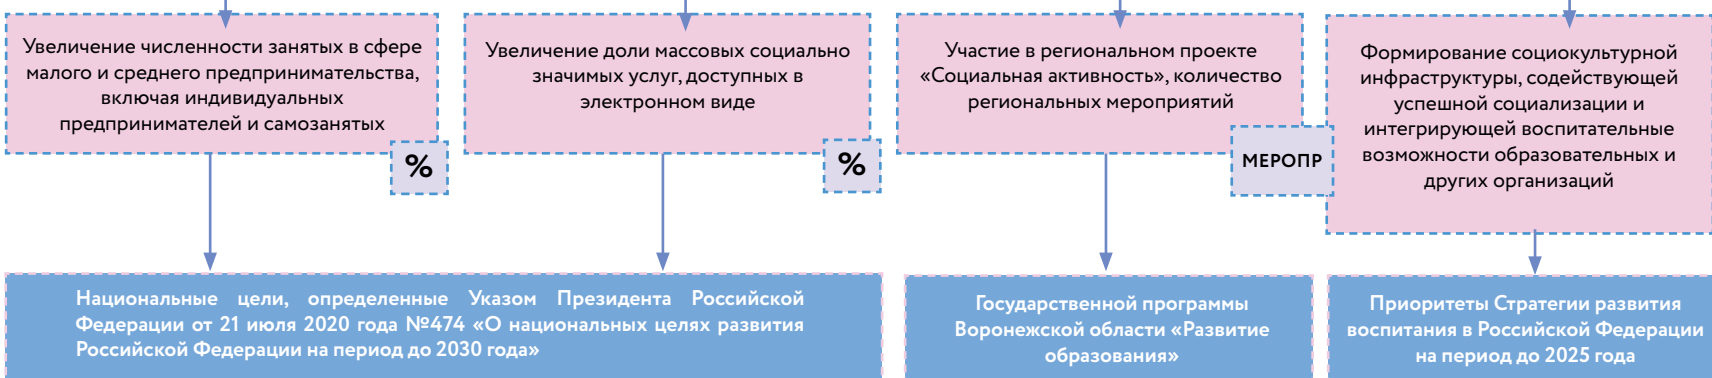 Увеличение численности занятых в сфере
малого и среднего предпринимательства,
включая индивидуальных
предпринимателей и самозанятых
%
Увеличение доли массовых социально
значимых услуг, доступных в
электронном виде
%
Участие в региональном проекте
«Социальная активность», количество
региональных мероприятий
МЕРОПР
Формирование социокультурной
инфраструктуры, содействующей
успешной социализации и
интегрирующей воспитательные
возможности образовательных и
других организаций
Национальные цели, определенные Указом Президента Российской
Федерации от 21 июля 2020 года №474 «О национальных целях развития
Российской Федерации на период до 2030 года»
Государственной программы
Воронежской области «Развитие
образования»
Приоритеты Стратегии развития
воспитания в Российской Федерации
на период до 2025 года